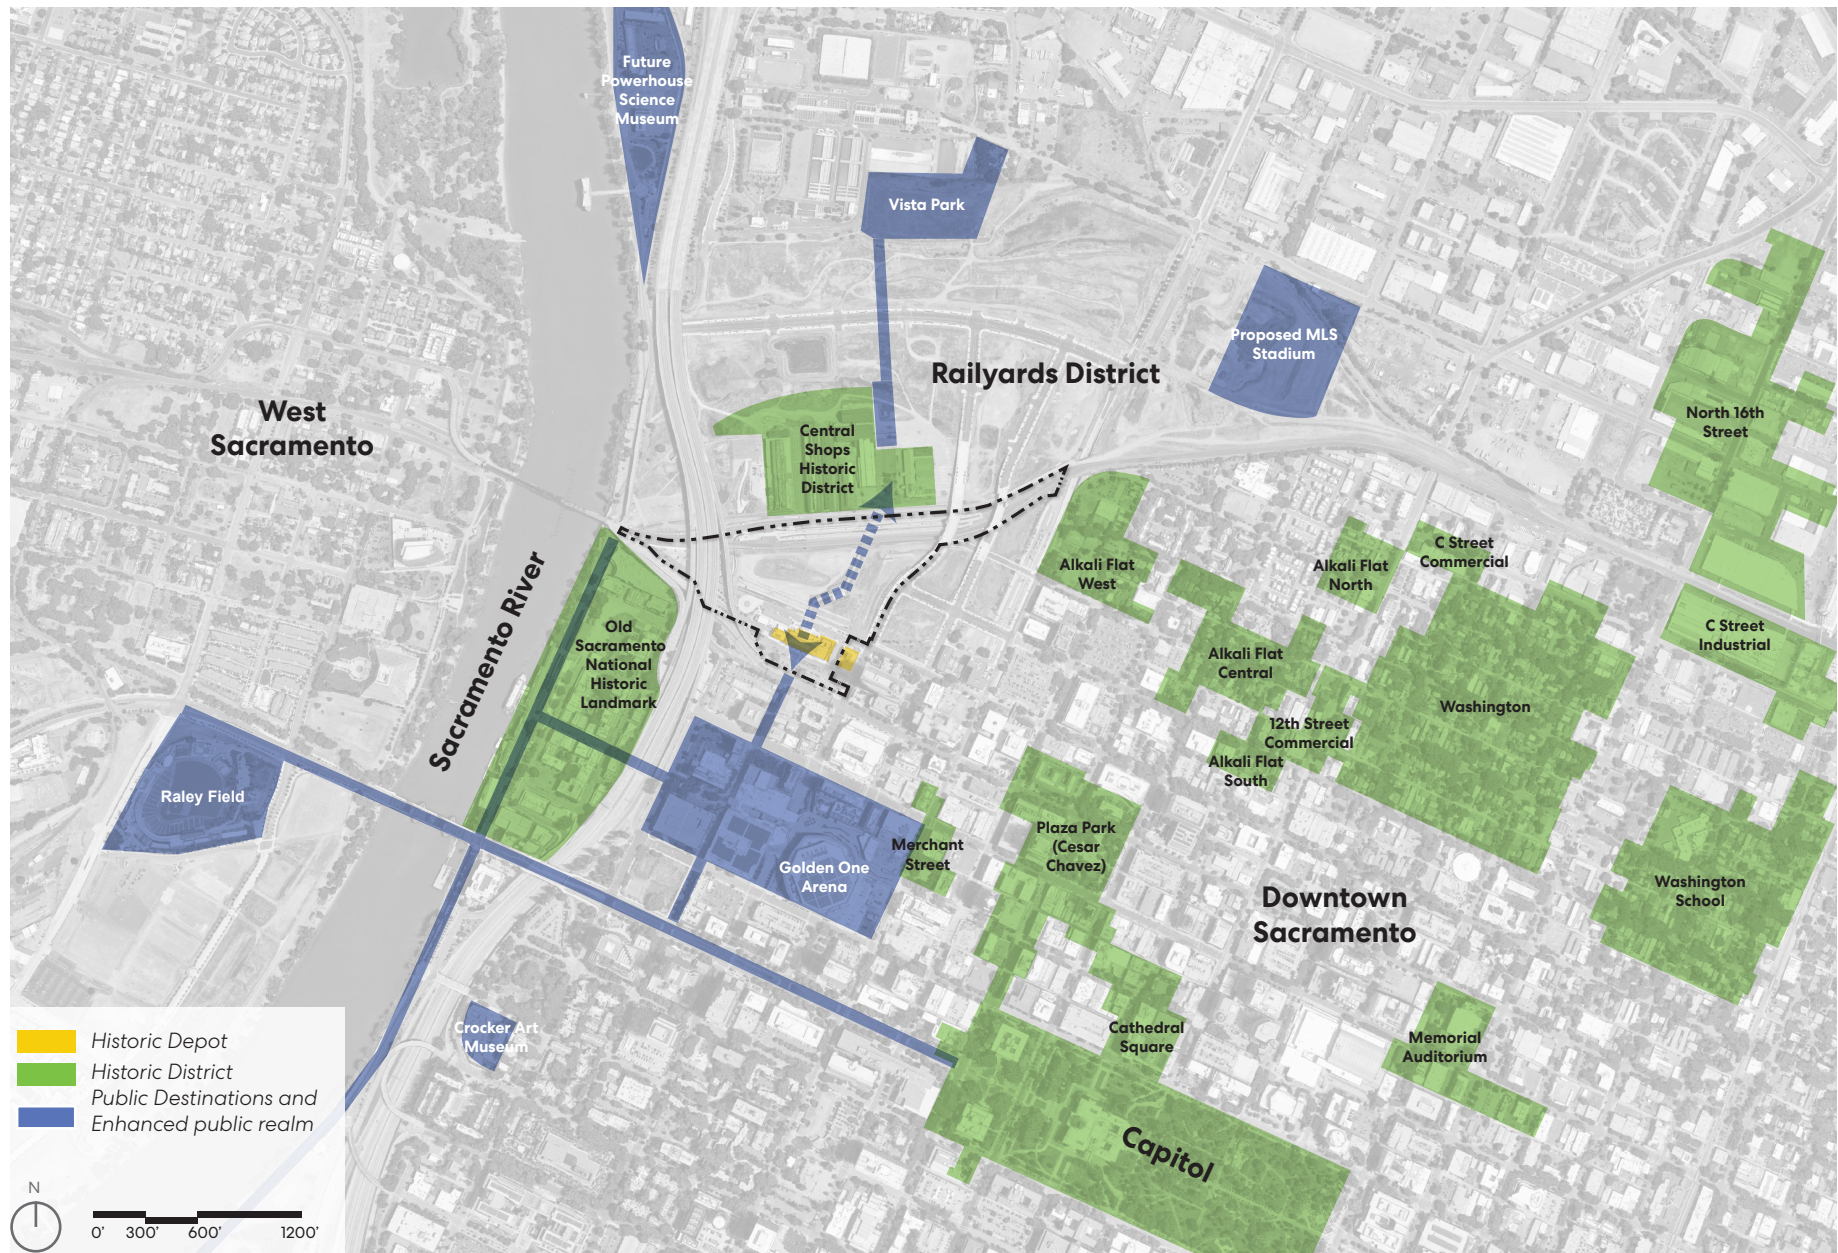 Future
Powerhouse
Science
Museum
Vista Park
Proposed MLS
Stadium
Railyards District
West
Sacramento
North 16th
Street
Central
Shops
Historic
District
C Street
Commercial
Alkali Flat
West
Alkali Flat
North
Sacramento River
Old
Sacramento
National
Historic
Landmark
C Street
Industrial
Alkali Flat
Central
Washington
12th Street
Commercial
Alkali Flat
South
Raley Field
Plaza Park
(Cesar
Chavez)
Merchant
Street
Golden One
Arena
Washington
School
Downtown
Sacramento
Crocker Art
Museum
Cathedral
Square
Memorial
Auditorium
Capitol
Historic Depot
Historic District
Public Destinations and
Enhanced public realm
N
0' 300' 600' 1200'